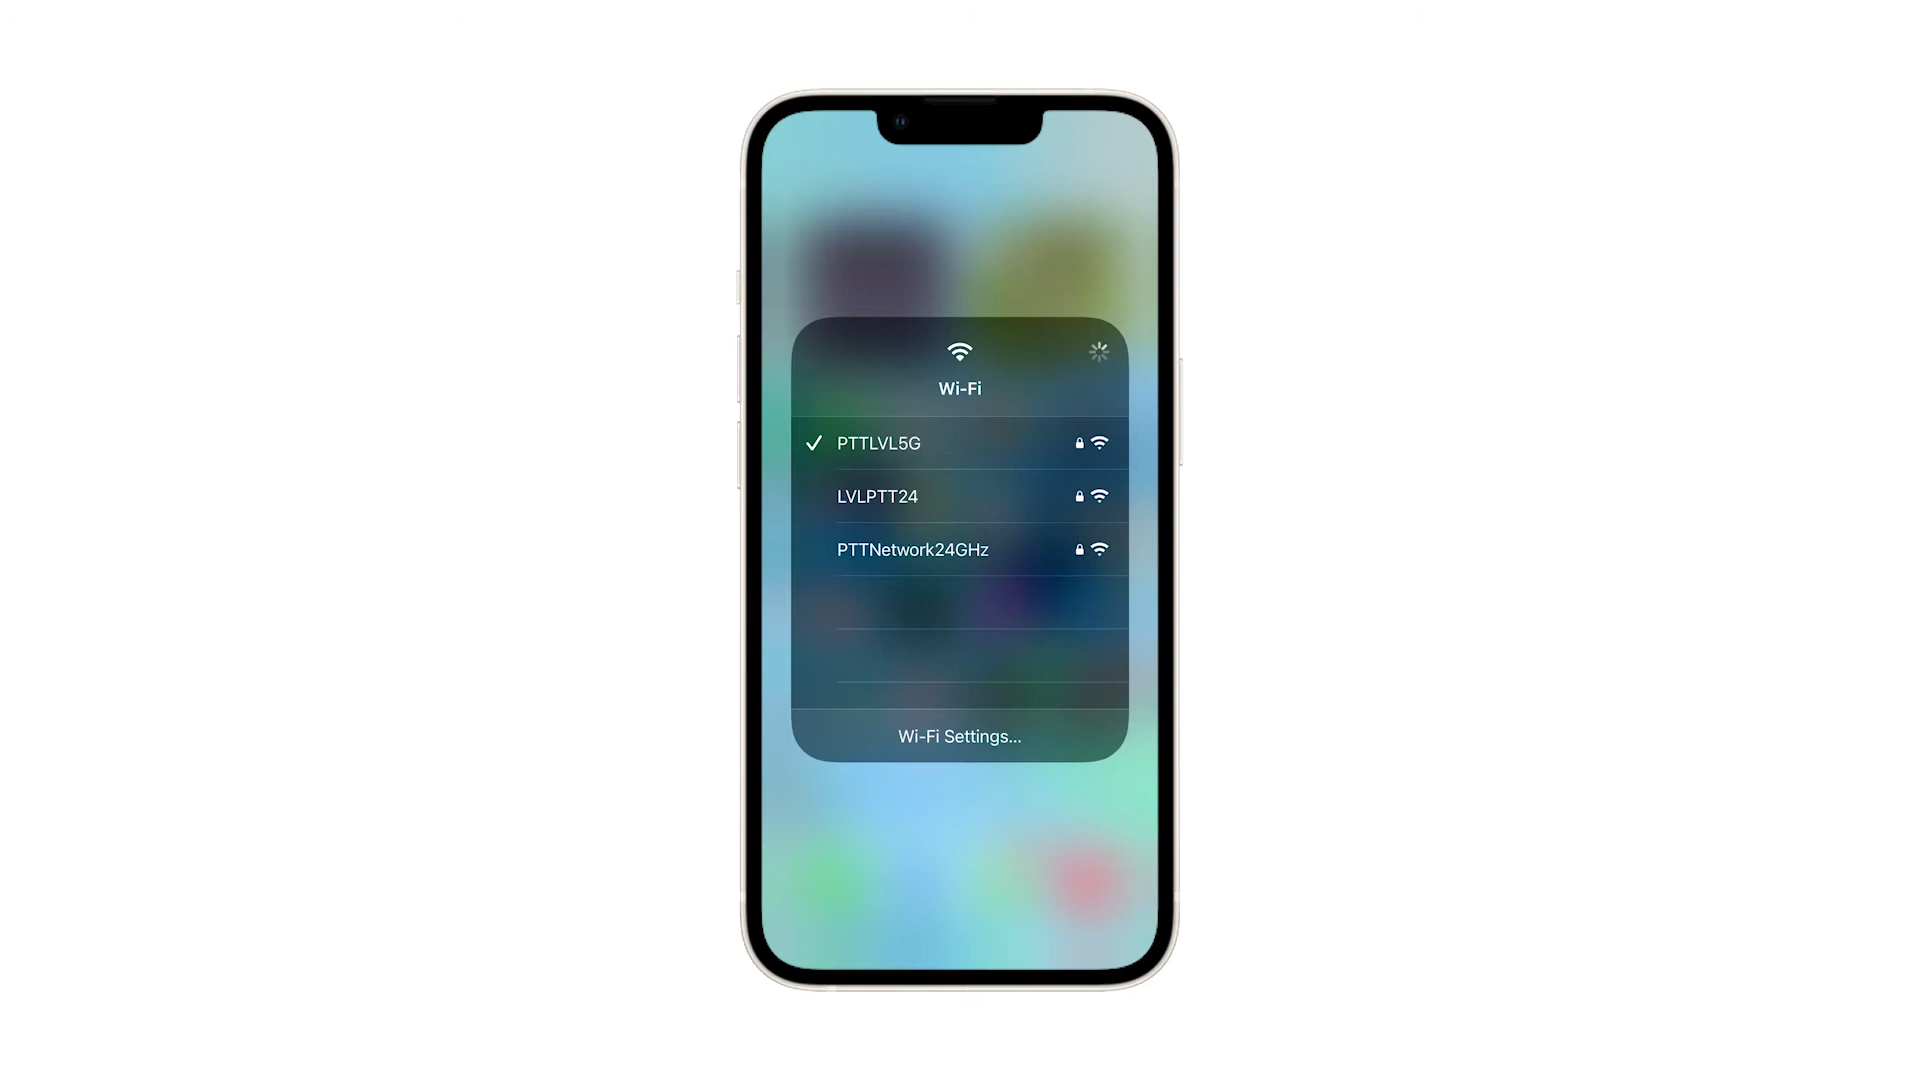 Wi-Fi
PTTLVL5G
LVLPTT24
PTTNetwork24GHz
Wi-Fi Settings...